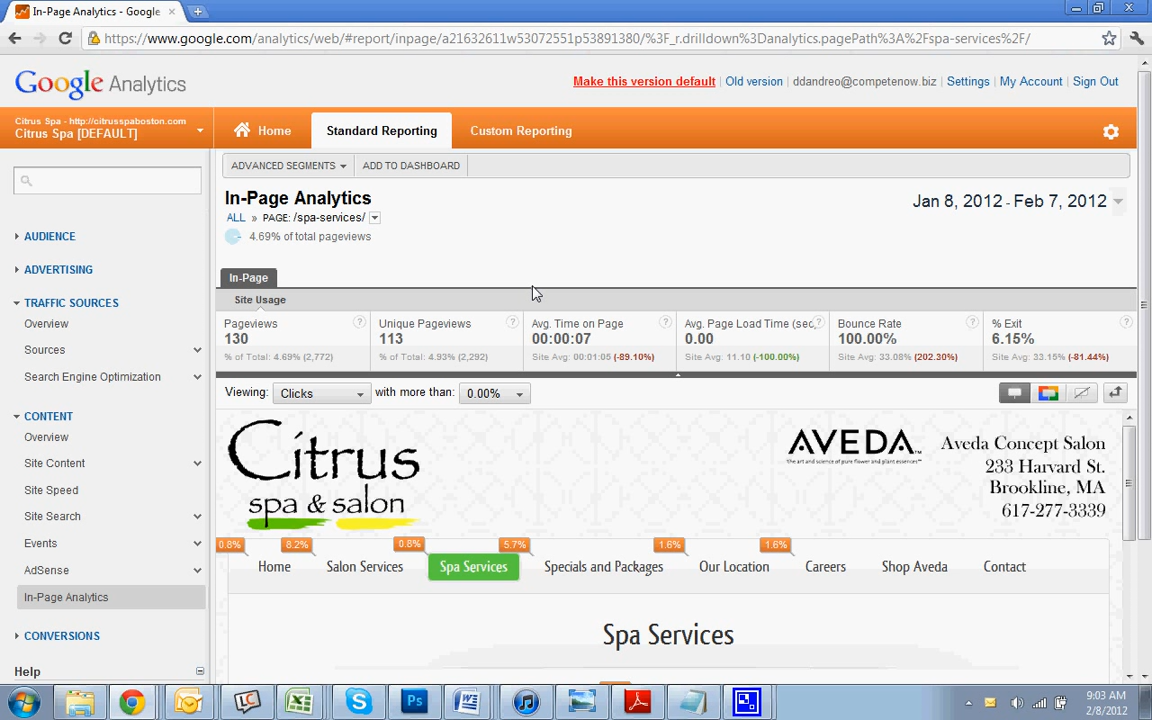 In-Page Analytics - Google
https://www.google.com/analytics/web/#report/inpage/a21632611w53072551p53891380/%3F_r.drilldown%3Danalytics.pagePath%3A%2Fspa-services%2F/
Google Analytics
Make this version default | Old version | ddandreo@competenow.biz | Settings | My Account | Sign Out
Citrus Spa - http://citrusspaboston.com
Citrus Spa [DEFAULT]
Home
Standard Reporting
Custom Reporting
ADVANCED SEGMENTS
ADD TO DASHBOARD
In-Page Analytics
Jan 8, 2012 - Feb 7, 2012
ALL » PAGE: /spa-services/
4.69% of total pageviews
AUDIENCE
ADVERTISING
TRAFFIC SOURCES
Overview
Sources
Search Engine Optimization
CONTENT
Overview
Site Content
Site Speed
Site Search
Events
AdSense
In-Page Analytics
CONVERSIONS
Help
In-Page
Site Usage
Pageviews ?
130
% of Total: 4.69% (2,772)
Unique Pageviews ?
113
% of Total: 4.93% (2,292)
Avg. Time on Page ?
00:00:07
Site Avg: 00:01:05 (-89.10%)
Avg. Page Load Time (sec ?
0.00
Site Avg: 11.10 (-100.00%)
Bounce Rate ?
100.00%
Site Avg: 33.08% (202.30%)
% Exit ?
6.15%
Site Avg: 33.15% (-81.44%)
Viewing: Clicks with more than: 0.00%
Citrus
spa & salon
AVEDA
the art and science of pure flower and plant essences
Aveda Concept Salon
233 Harvard St.
Brookline, MA
617-277-3339
0.8% 8.2% 0.8% 5.7% 1.6% 1.6%
Home Salon Services Spa Services Specials and Packages Our Location Careers Shop Aveda Contact
Spa Services
LC
S
Ps
W
9:03 AM
2/8/2012